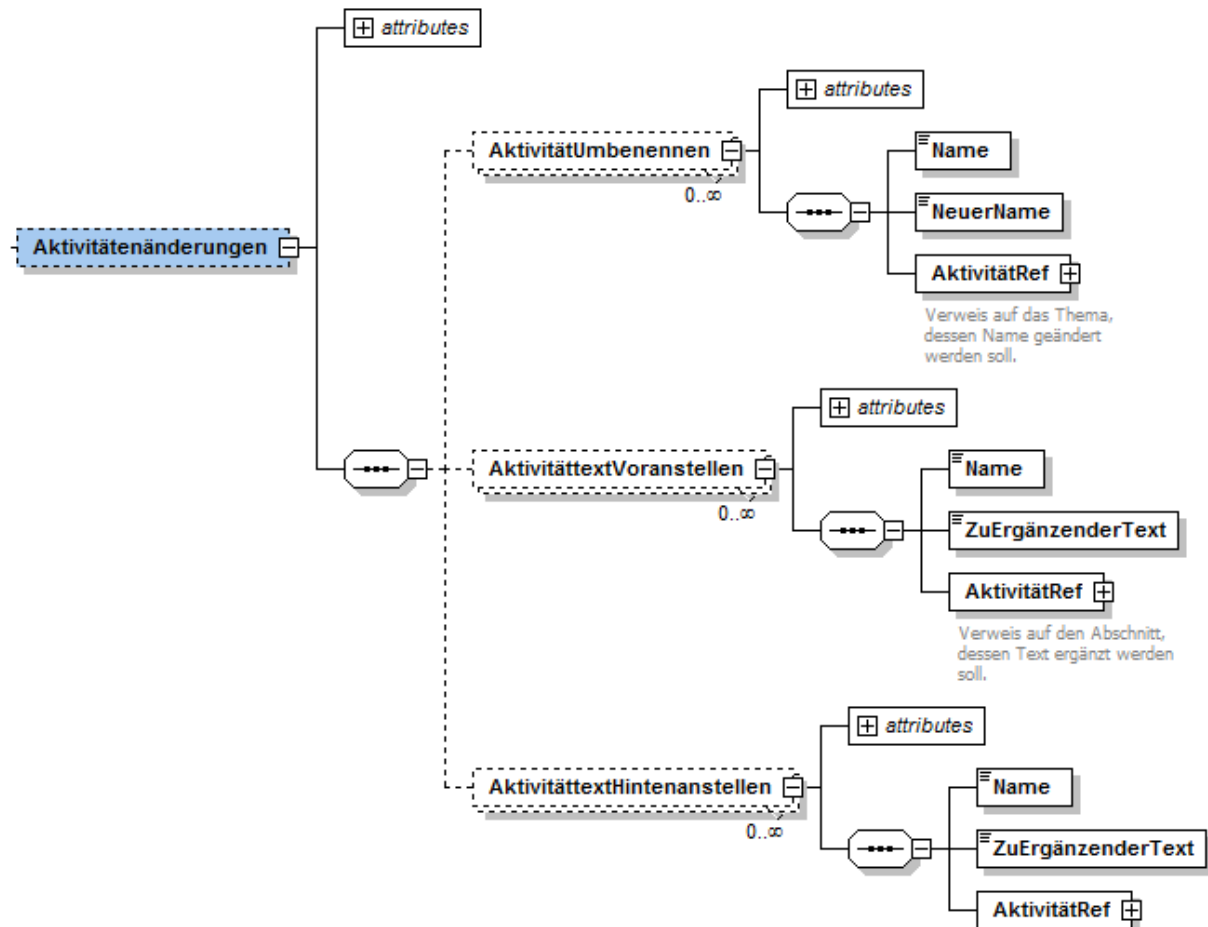 attributes
attributes
AktivitätUmbenennen
0..∞
Name
NeuerName
AktivitätRef
Verweis auf das Thema,
dessen Name geändert
werden soll.
Aktivitätenänderungen
attributes
AktivitättextVoranstellen
0..∞
Name
ZuErgänzenderText
AktivitätRef
Verweis auf den Abschnitt,
dessen Text ergänzt werden
soll.
attributes
AktivitättextHintenanstellen
0..∞
Name
ZuErgänzenderText
AktivitätRef